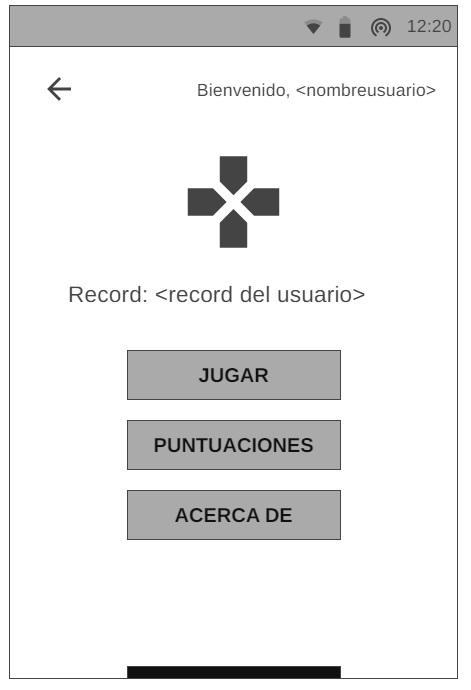 12:20
Bienvenido, <nombreusuario>
Record: <record del usuario>
JUGAR
PUNTUACIONES
ACERCA DE